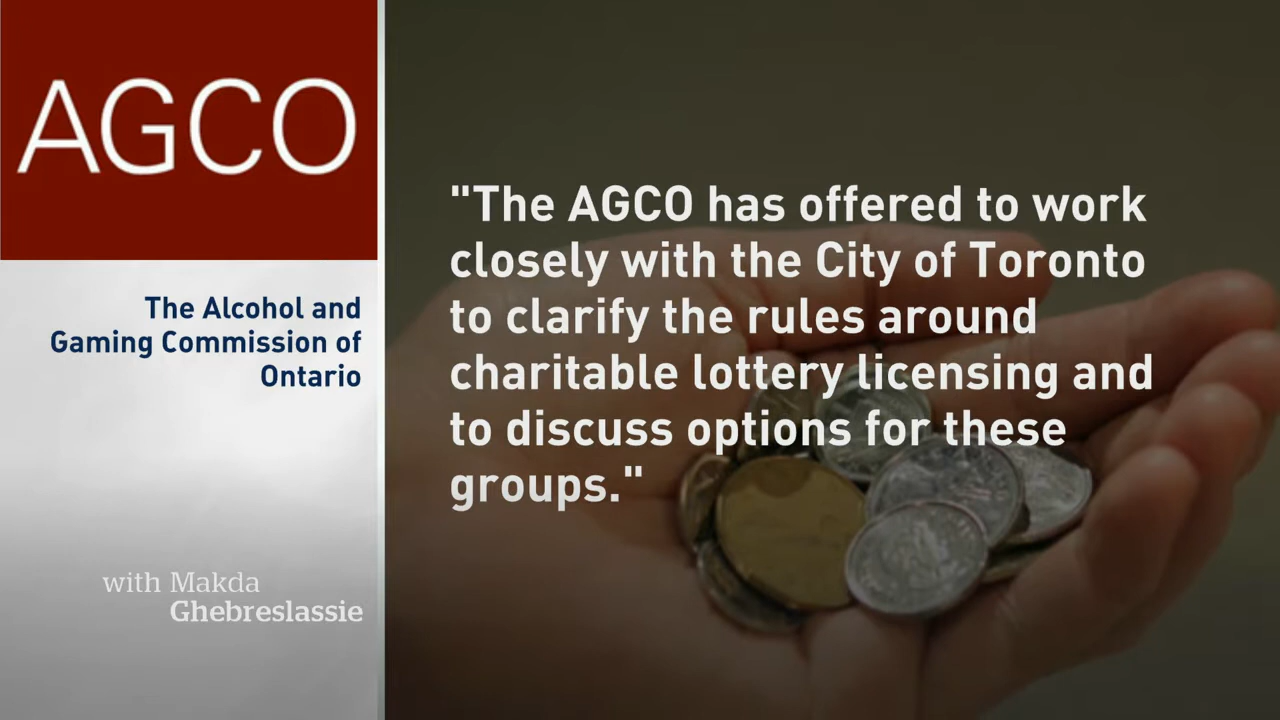 AGCO
The Alcohol and
Gaming Commission of
Ontario
with Makda
Ghebreslassie
"The AGCO has offered to work
closely with the City of Toronto
to clarify the rules around
charitable lottery licensing and
to discuss options for these
groups."